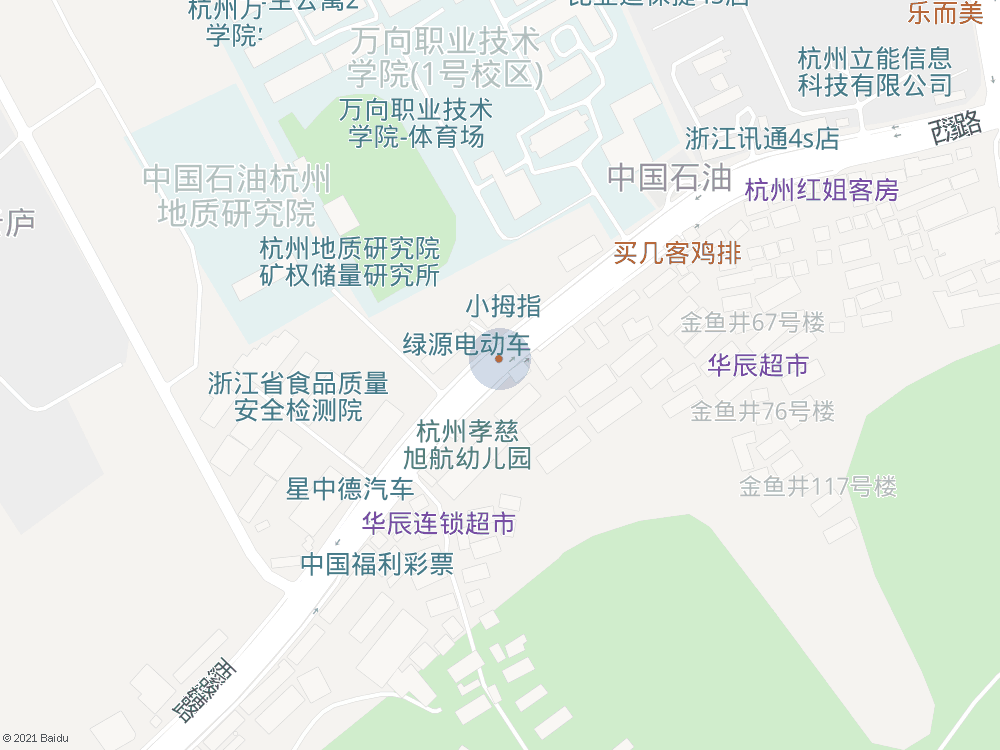 杭州万
学院
乐而美
万向职业技术
学院(1号校区)
杭州立能信息
科技有限公司
万向职业技术
学院-体育场
西溪路
浙江讯通4s店
中国石油
中国石油杭州
地质研究院
杭州红姐客房
杭州地质研究院
矿权储量研究所
买几客鸡排
小拇指
金鱼井67号楼
绿源电动车
华辰超市
浙江省食品质量
安全检测院
金鱼井76号楼
杭州孝慈
旭航幼儿园
星中德汽车
金鱼井117号楼
华辰连锁超市
中国福利彩票
西溪路
© 2021 Baidu